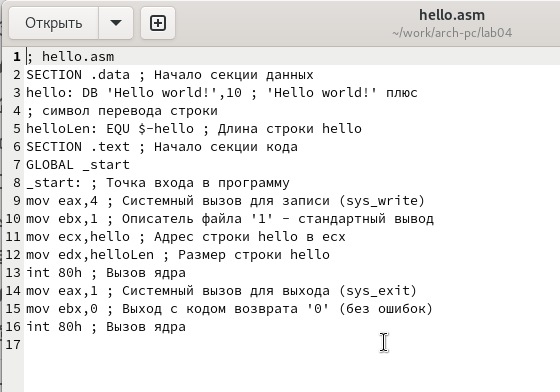 Открыть
hello.asm
~/work/arch-pc/lab04
1 ; hello.asm
2 SECTION .data ; Начало секции данных
3 hello: DB 'Hello world!',10 ; 'Hello world!' плюс
4 ; символ перевода строки
5 helloLen: EQU $-hello ; Длина строки hello
6 SECTION .text ; Начало секции кода
7 GLOBAL _start
8 _start: ; Точка входа в программу
9 mov eax,4 ; Системный вызов для записи (sys_write)
10 mov ebx,1 ; Описатель файла '1' - стандартный вывод
11 mov ecx,hello ; Адрес строки hello в ecx
12 mov edx,helloLen ; Размер строки hello
13 int 80h ; Вызов ядра
14 mov eax,1 ; Системный вызов для выхода (sys_exit)
15 mov ebx,0 ; Выход с кодом возврата '0' (без ошибок)
16 int 80h ; Вызов ядра
17